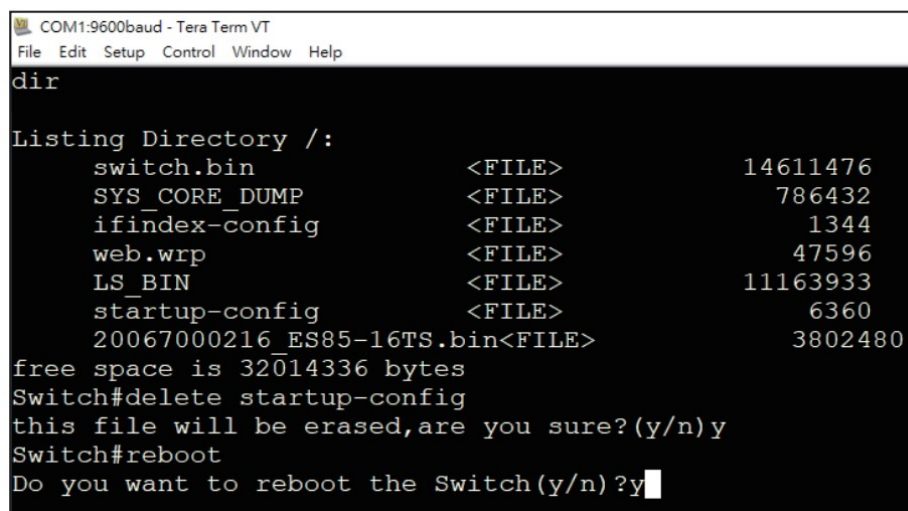 COM1:9600baud - Tera Term VT
File Edit Setup Control Window Help
dir
Listing Directory /:
switch.bin <FILE> 14611476
SYS_CORE_DUMP <FILE> 786432
ifindex-config <FILE> 1344
web.wrp <FILE> 47596
LS_BIN <FILE> 11163933
startup-config <FILE> 6360
20067000216_ES85-16TS.bin<FILE> 3802480
free space is 32014336 bytes
Switch#delete startup-config
this file will be erased,are you sure?(y/n)y
Switch#reboot
Do you want to reboot the Switch(y/n)?y